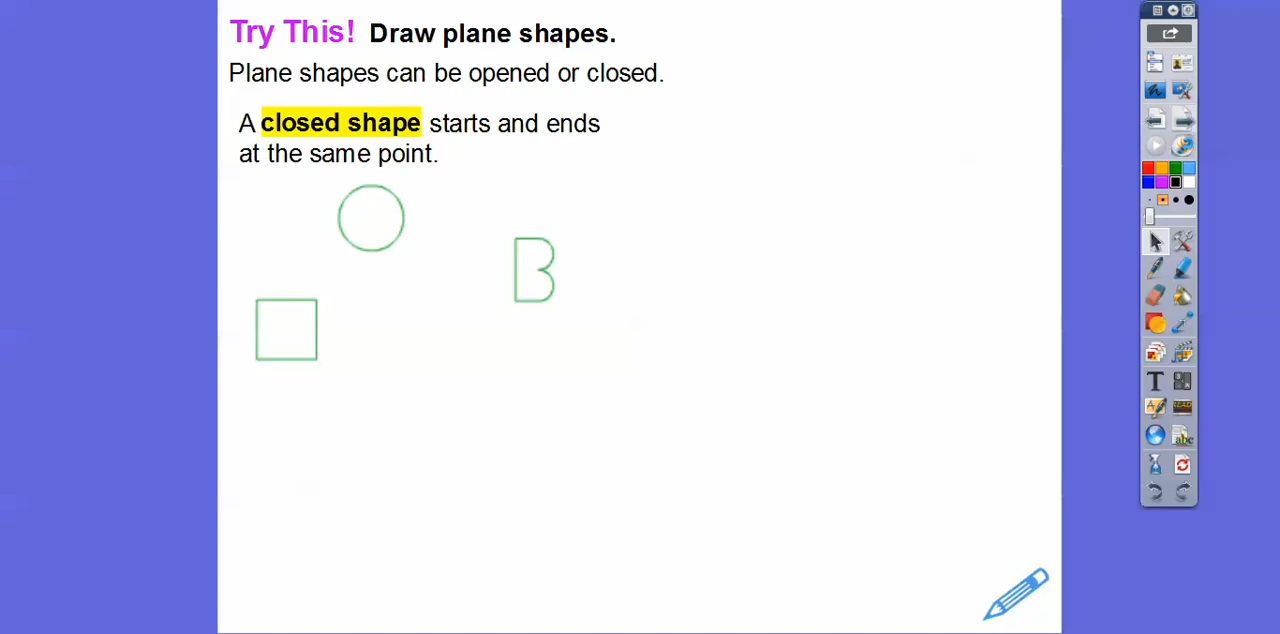 Try This! Draw plane shapes.
Plane shapes can be opened or closed.
A closed shape starts and ends
at the same point.
B